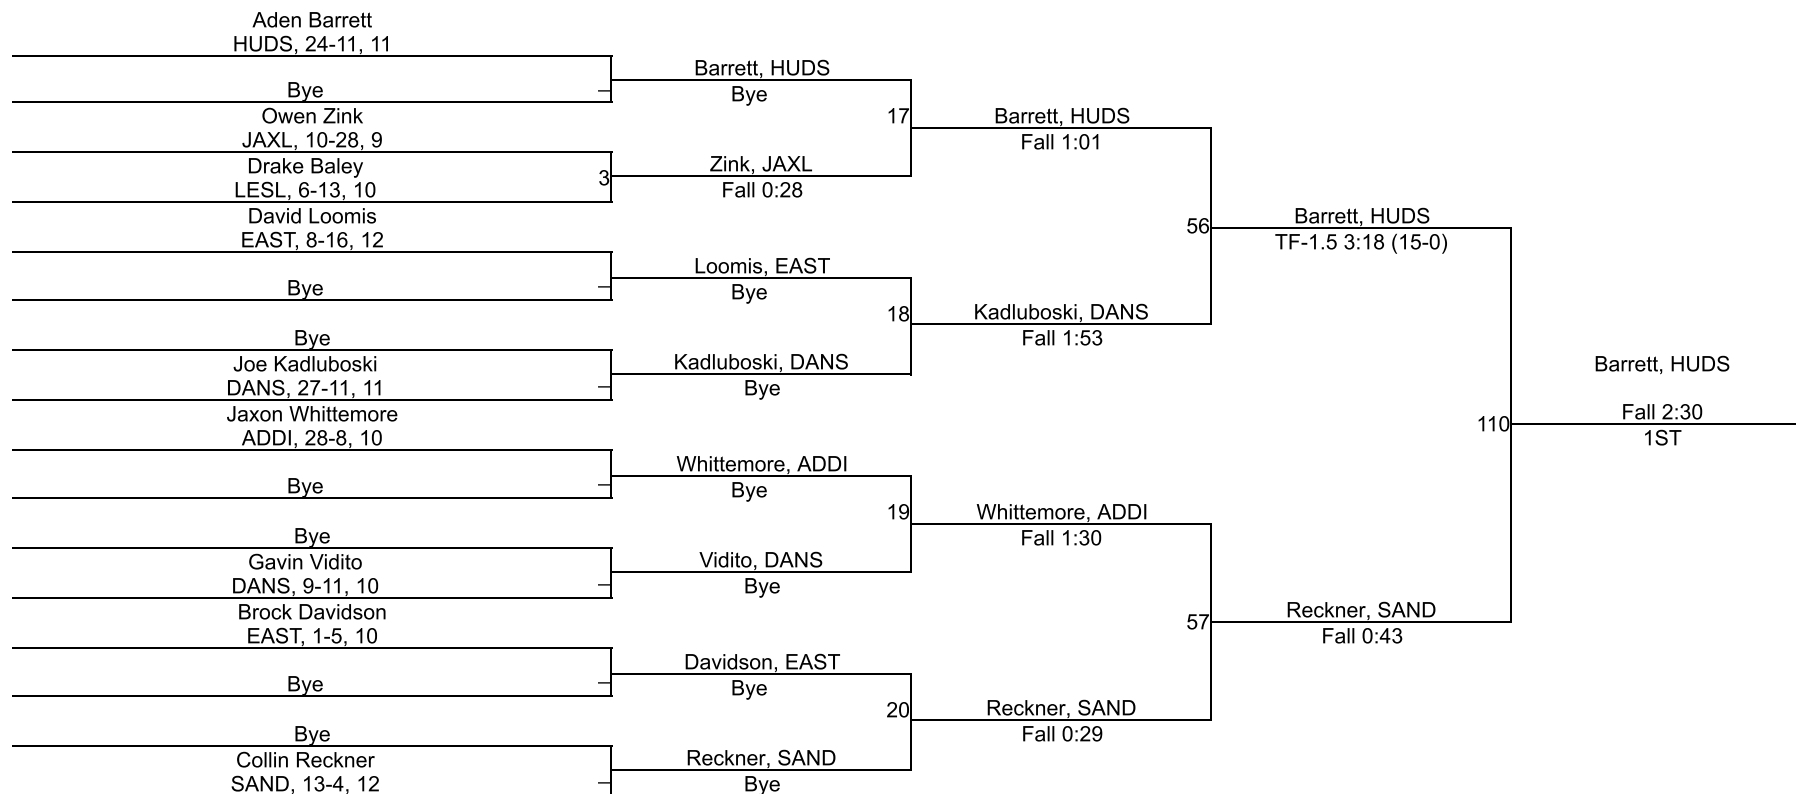 Aden Barrett
HUDS, 24-11, 11
Bye
Owen Zink
JAXL, 10-28, 9
Drake Baley
LESL, 6-13, 10
David Loomis
EAST, 8-16, 12
Bye
Bye
Joe Kadluboski
DANS, 27-11, 11
Jaxon Whittemore
ADDI, 28-8, 10
Bye
Bye
Gavin Vidito
DANS, 9-11, 10
Brock Davidson
EAST, 1-5, 10
Bye
Bye
Collin Reckner
SAND, 13-4, 12
3
Barrett, HUDS
Bye
Zink, JAXL
Fall 0:28
Loomis, EAST
Bye
Kadluboski, DANS
Bye
Whittemore, ADDI
Bye
Vidito, DANS
Bye
Davidson, EAST
Bye
Reckner, SAND
Bye
17
18
19
20
Barrett, HUDS
Fall 1:01
Kadluboski, DANS
Fall 1:53
Whittemore, ADDI
Fall 1:30
Reckner, SAND
Fall 0:29
56
57
Barrett, HUDS
TF-1.5 3:18 (15-0)
Reckner, SAND
Fall 0:43
110
Barrett, HUDS
Fall 2:30
1ST